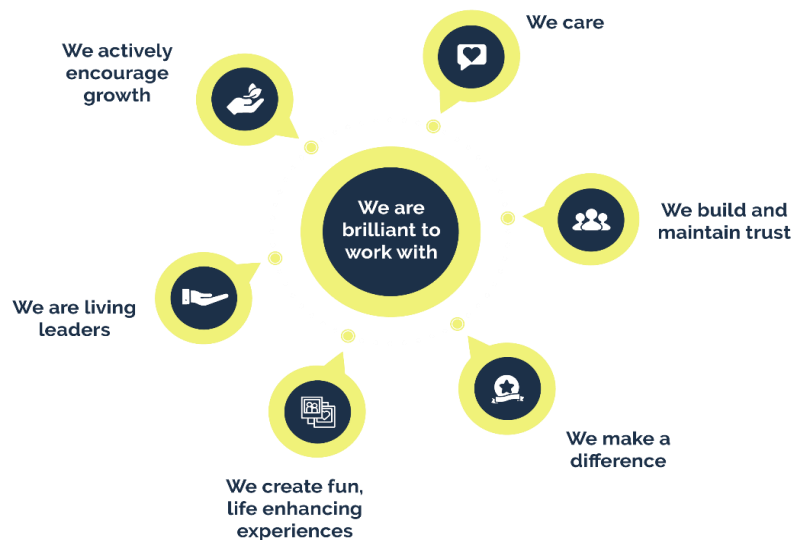 We care
We actively
encourage
growth
We are
brilliant to
work with
We build and
maintain trust
We are living
leaders
We make a
difference
We create fun,
life enhancing
experiences